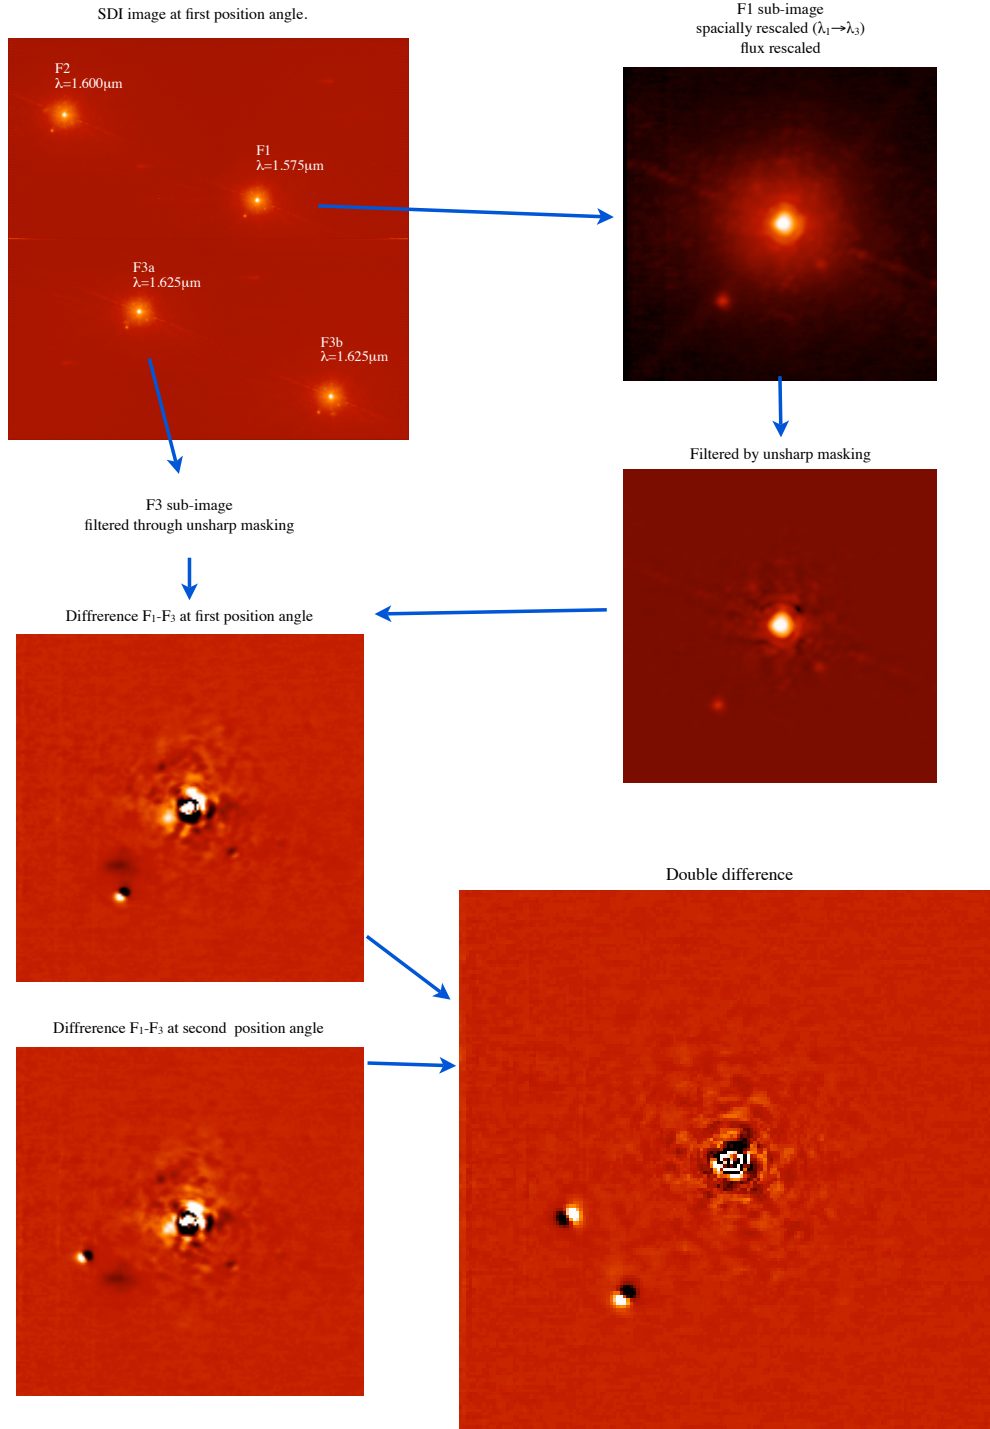 SDI image at first position angle.
F1 sub-image
spacially rescaled (λ₁→λ₃)
flux rescaled
F2
λ=1.600μm
F1
λ=1.575μm
F3a
λ=1.625μm
F3b
λ=1.625μm
Filtered by unsharp masking
F3 sub-image
filtered through unsharp masking
Diffrerence F₁-F₃ at first position angle
Double difference
Diffrerence F₁-F₃ at second position angle